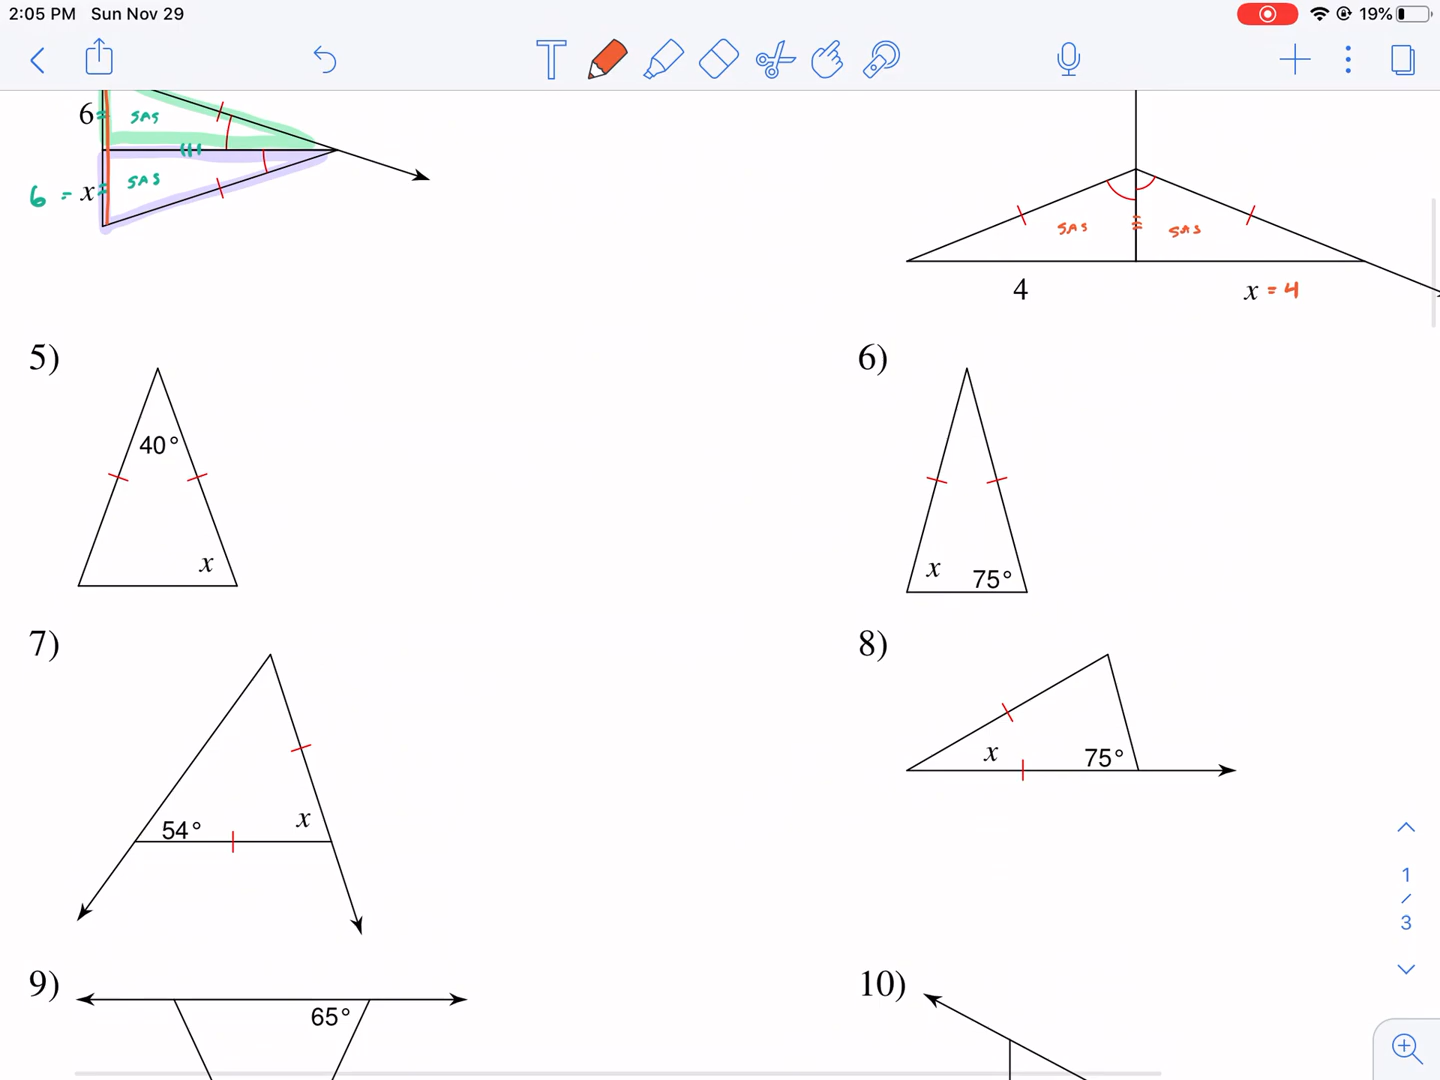 2:05 PM Sun Nov 29
19%
T
6= SAS
6 = x= SAS
SAS SAS
4 x = 4
5) 6)
40°
x
x 75°
7) 8)
x 75°
54° x
1
/
3
9) 10)
65°